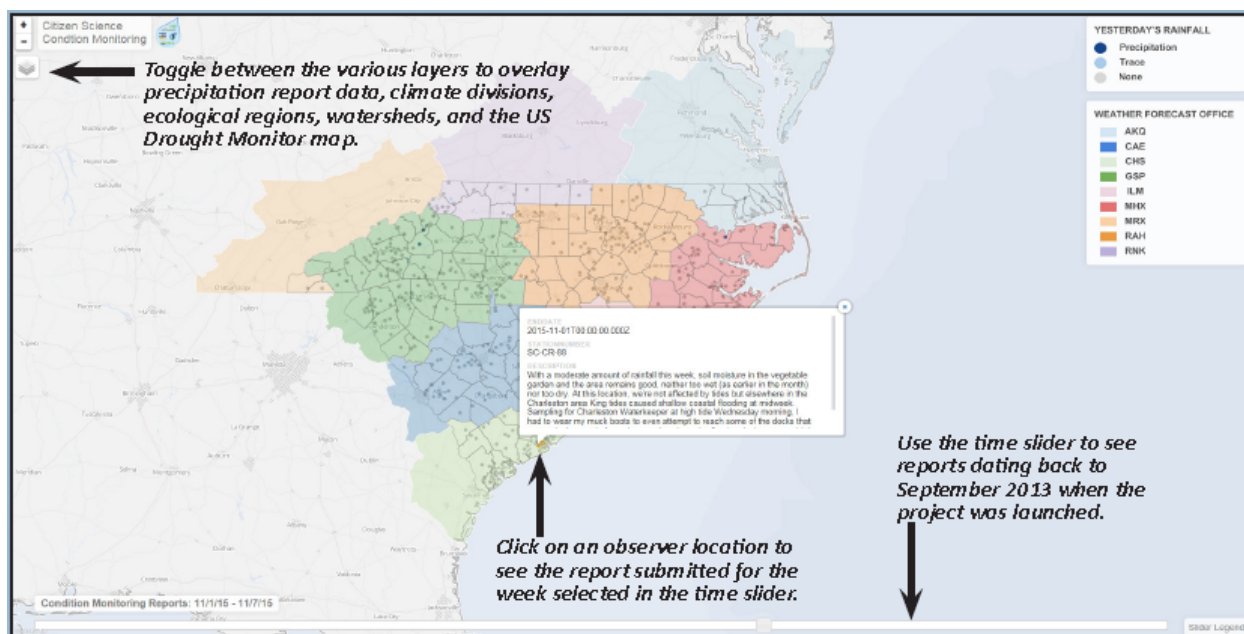 +
-
Citizen Science
Condtion Monitoring
Toggle between the various layers to overlay
precipitation report data, climate divisions,
ecological regions, watersheds, and the US
Drought Monitor map.
YESTERDAY'S RAINFALL
Precipitation
Trace
None
WEATHER FORECAST OFFICE
AKQ
CAE
CHS
GSP
ILM
MHX
MRX
RAH
RNK
ENDDATE
2015-11-01T00:00:00.000Z
STATIONNUMBER
SC-CR-88
DESCRIPTION
With a moderate amount of rainfall this week, soil moisture in the vegetable
garden and the area remains good, neither too wet (as earlier in the month)
nor too dry. At this location, we're not affected by tides but elsewhere in the
Charleston area King tides caused shallow coastal flooding at midweek.
Sampling for Charleston Waterkeeper at high tide Wednesday morning, I
had to wear my muck boots to even attempt to reach some of the docks that
Use the time slider to see
reports dating back to
September 2013 when the
project was launched.
Click on an observer location to
see the report submitted for the
week selected in the time slider.
Condition Monitoring Reports: 11/1/15 - 11/7/15
Slider Legend